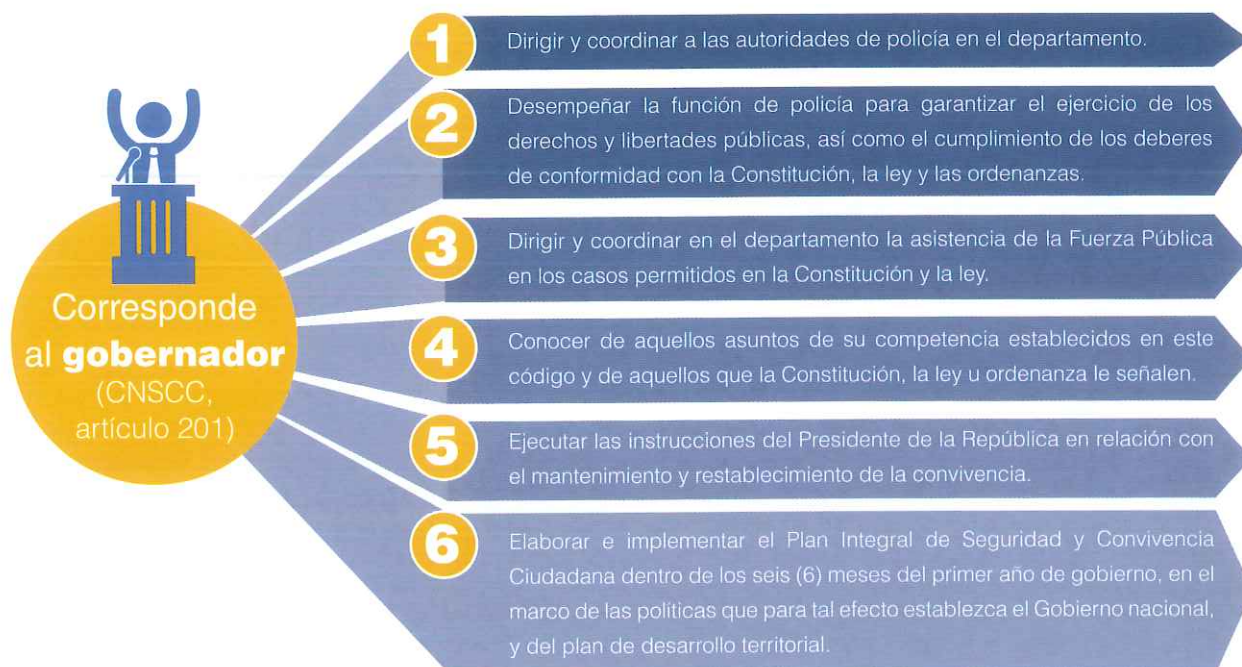 Corresponde
al gobernador
(CNSCC,
artículo 201)
1
Dirigir y coordinar a las autoridades de policía en el departamento.
2
Desempeñar la función de policía para garantizar el ejercicio de los
derechos y libertades públicas, así como el cumplimiento de los deberes
de conformidad con la Constitución, la ley y las ordenanzas.
3
Dirigir y coordinar en el departamento la asistencia de la Fuerza Pública
en los casos permitidos en la Constitución y la ley.
4
Conocer de aquellos asuntos de su competencia establecidos en este
código y de aquellos que la Constitución, la ley u ordenanza le señalen.
5
Ejecutar las instrucciones del Presidente de la República en relación con
el mantenimiento y restablecimiento de la convivencia.
6
Elaborar e implementar el Plan Integral de Seguridad y Convivencia
Ciudadana dentro de los seis (6) meses del primer año de gobierno, en el
marco de las políticas que para tal efecto establezca el Gobierno nacional,
y del plan de desarrollo territorial.